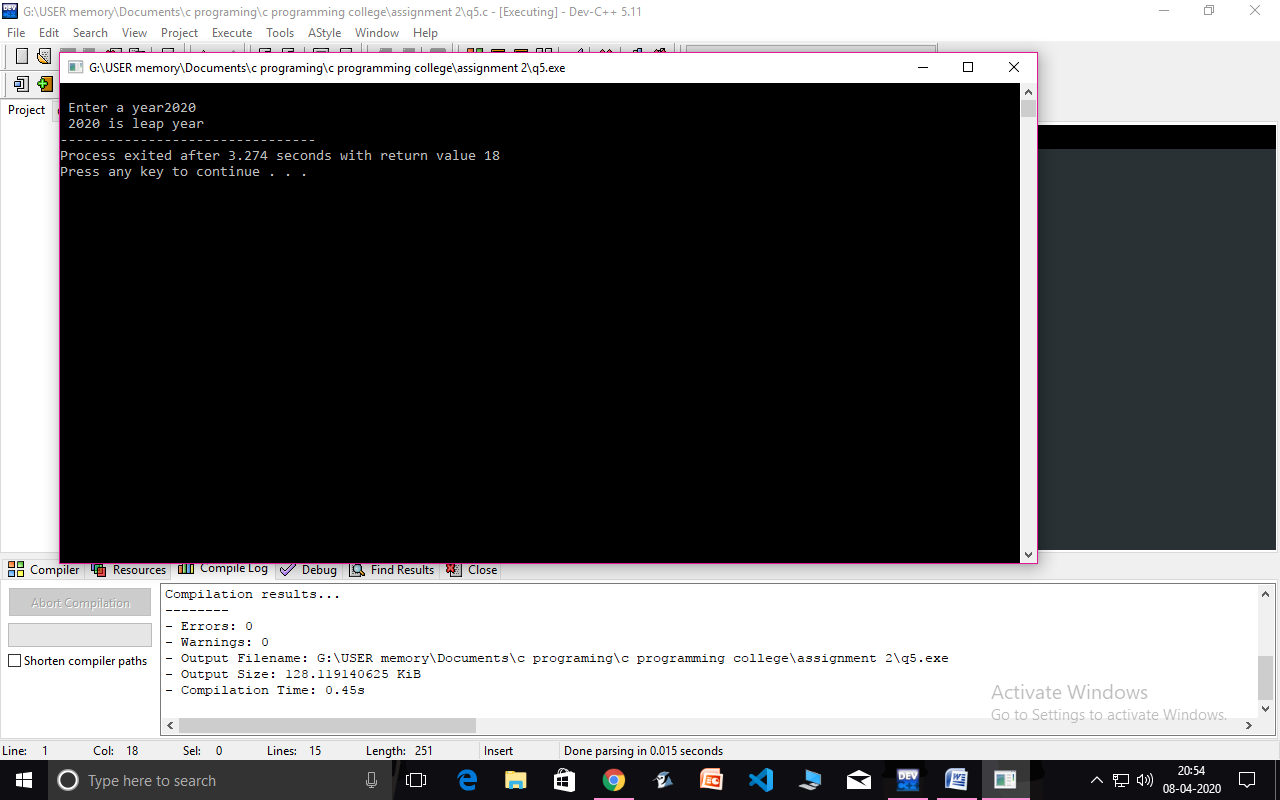 G:\USER memory\Documents\c programing\c programming college\assignment 2\q5.c - [Executing] - Dev-C++ 5.11
File Edit Search View Project Execute Tools AStyle Window Help
G:\USER memory\Documents\c programing\c programming college\assignment 2\q5.exe
Project
Enter a year2020
2020 is leap year
--------------------------------
Process exited after 3.274 seconds with return value 18
Press any key to continue . . .
Compiler Resources Compile Log Debug Find Results Close
Abort Compilation
Shorten compiler paths
Compilation results...
--------
- Errors: 0
- Warnings: 0
- Output Filename: G:\USER memory\Documents\c programing\c programming college\assignment 2\q5.exe
- Output Size: 128.119140625 KiB
- Compilation Time: 0.45s
Activate Windows
Go to Settings to activate Windows.
Line: 1 Col: 18 Sel: 0 Lines: 15 Length: 251 Insert Done parsing in 0.015 seconds
Type here to search
DEV
20:54
08-04-2020